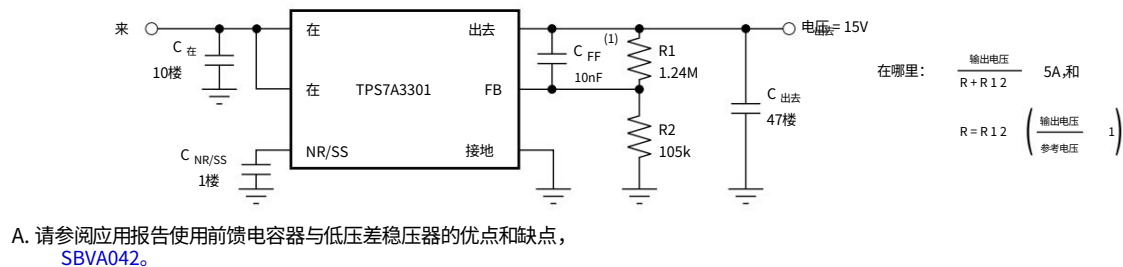 来
C 在
10楼
在
在
NR/SS
TPS7A3301
出去
FB
接地
C NR/SS
1楼
C FF
(1)
10nF
R1
1.24M
R2
105k
C 出去
47楼
= 15V
在哪里：
输出电压
R + R 1 2
5A，和
R = R 1 2
输出电压
参考电压
1
A. 请参阅应用报告使用前馈电容器与低压差稳压器的优点和缺点，
SBVA042。